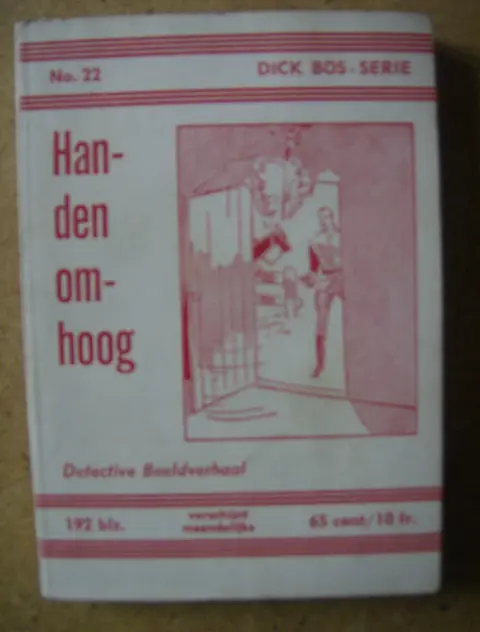 No. 22
DICK BOS - SERIE
Han-
den
om-
hoog
Detective Beeldverhaal
192 blz.
verschijnt
maandelijks
65 cent/10 fr.